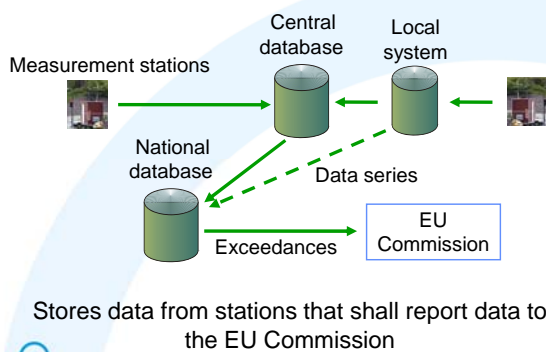 Central
database
Local
system
Measurement stations
National
database
Data series
Exceedances
EU
Commission
Stores data from stations that shall report data to
the EU Commission